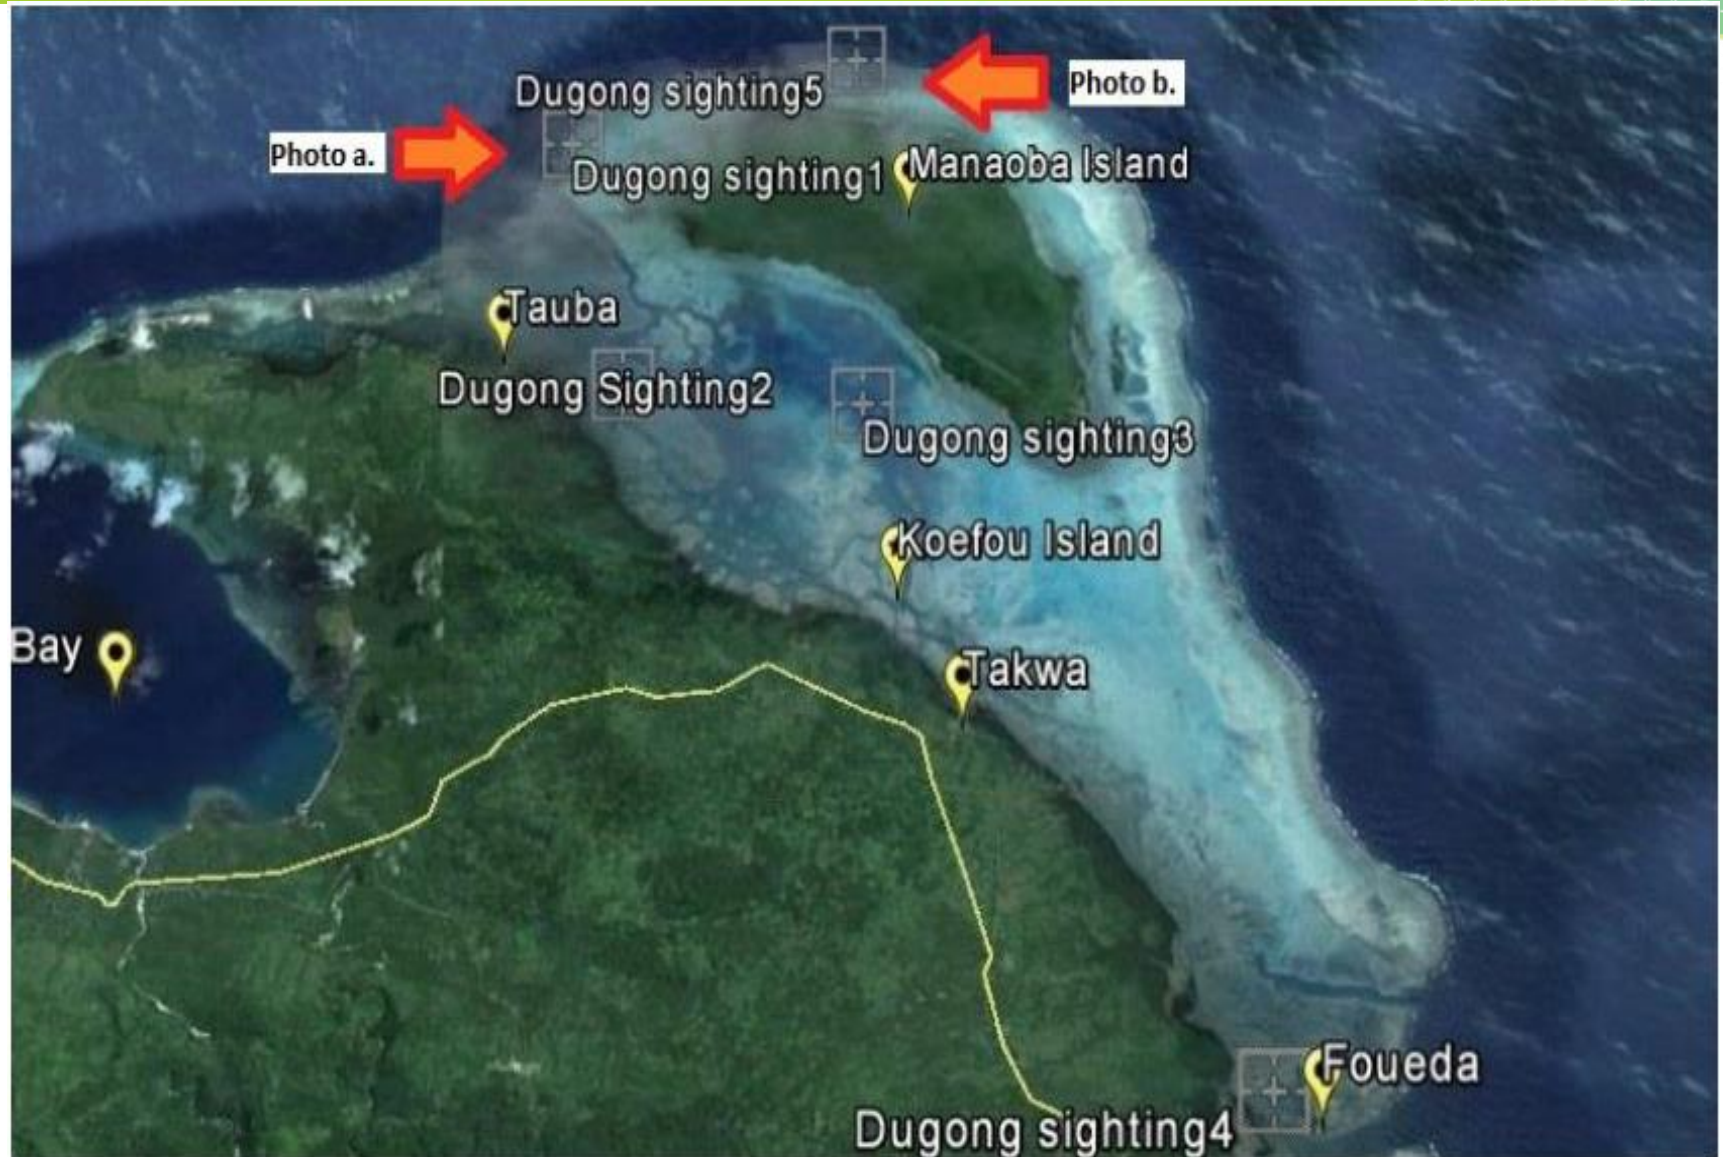 Photo b.
Dugong sighting5
Photo a.
Dugong sighting1
Manaoba Island
Tauba
Dugong Sighting2
Dugong sighting3
Koefou Island
Bay
Takwa
Foueda
Dugong sighting4